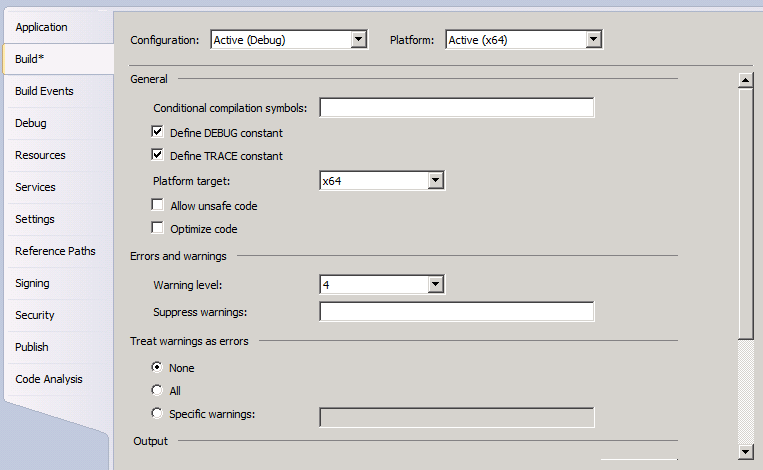 Application
Build*
Build Events
Debug
Resources
Services
Settings
Reference Paths
Signing
Security
Publish
Code Analysis
Configuration: Active (Debug) Platform: Active (x64)
General
Conditional compilation symbols:
Define DEBUG constant
Define TRACE constant
Platform target: x64
Allow unsafe code
Optimize code
Errors and warnings
Warning level: 4
Suppress warnings:
Treat warnings as errors
None
All
Specific warnings:
Output